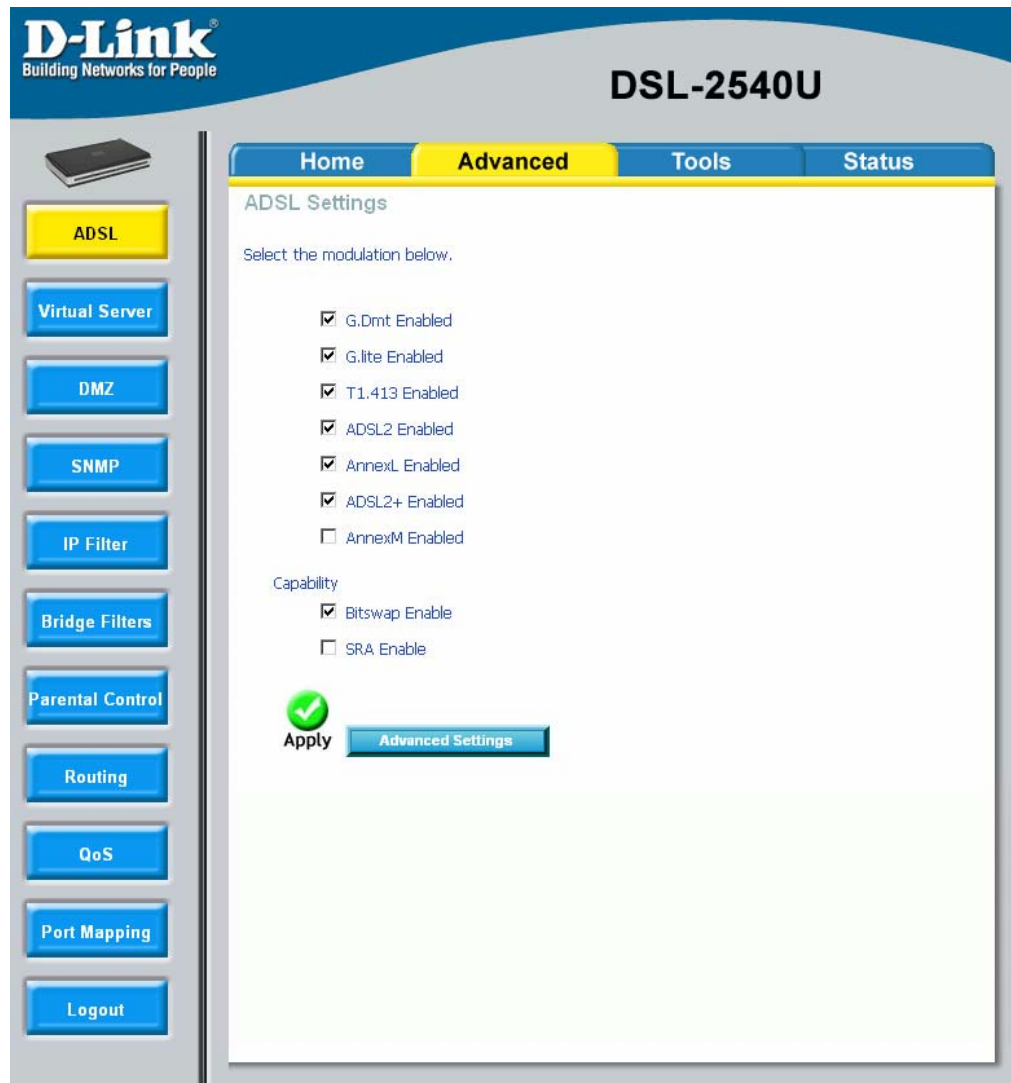 D-Link®
Building Networks for People
DSL-2540U
Home Advanced Tools Status
ADSL
Virtual Server
DMZ
SNMP
IP Filter
Bridge Filters
Parental Control
Routing
QoS
Port Mapping
Logout
ADSL Settings
Select the modulation below.
G.Dmt Enabled
G.lite Enabled
T1.413 Enabled
ADSL2 Enabled
AnnexL Enabled
ADSL2+ Enabled
AnnexM Enabled
Capability
Bitswap Enable
SRA Enable
Apply
Advanced Settings